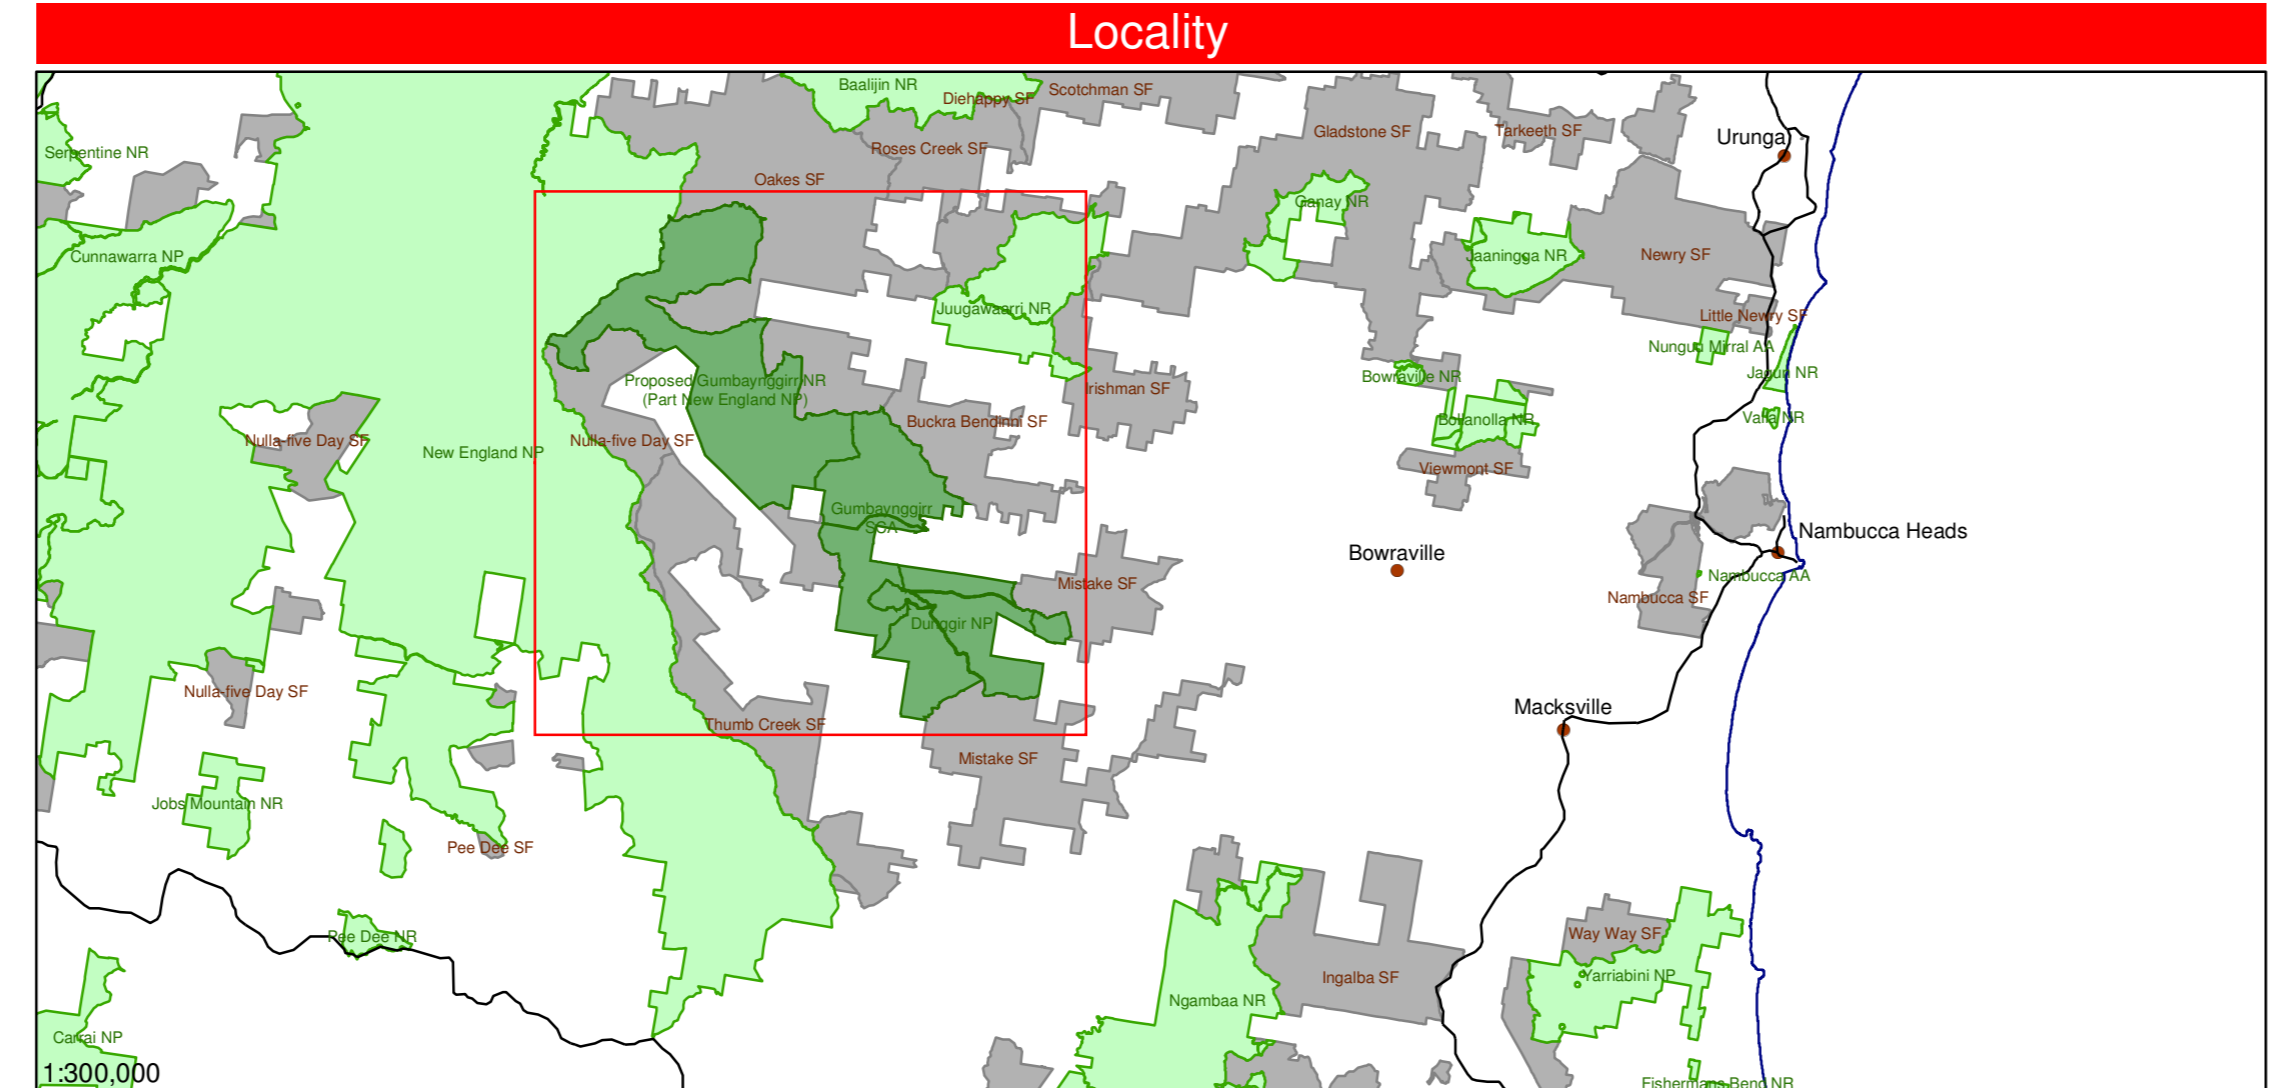 Locality
Baalijin NR
Diehappy SF
Scotchman SF
Gladstone SF
Tarkeeth SF
Urunga
Serpentine NR
Roses Creek SF
Oakes SF
Ganay NR
Cunnawarra NP
Jaaningga NR
Newry SF
Juugawaarri NR
Little Newry SF
Nungun Mirral AA
Jagun NR
Bowraville NR
Proposed Gumbaynggirr NR
(Part New England NP)
Irishman SF
Valla NR
Buckra Bendinni SF
Bollanolla NR
Nulla-five Day SF
New England NP
Nulla-five Day SF
Viewmont SF
Gumbaynggirr
SCA
Nambucca Heads
Bowraville
Nambucca AA
Mistake SF
Nambucca SF
Dunggir NP
Nulla-five Day SF
Macksville
Thumb Creek SF
Mistake SF
Jobs Mountain NR
Pee Dee SF
Pee Dee NR
Way Way SF
Yarriabini NP
Ingalba SF
Ngambaa NR
Carrai NP
1:300,000
Fishermans Bend NR